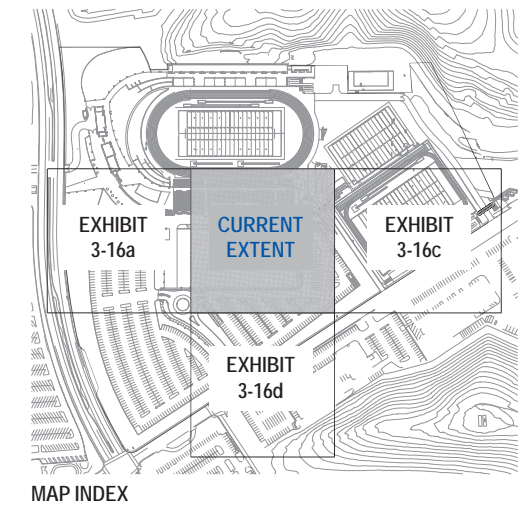 EXHIBIT
3-16a
CURRENT
EXTENT
EXHIBIT
3-16c
EXHIBIT
3-16d
MAP INDEX